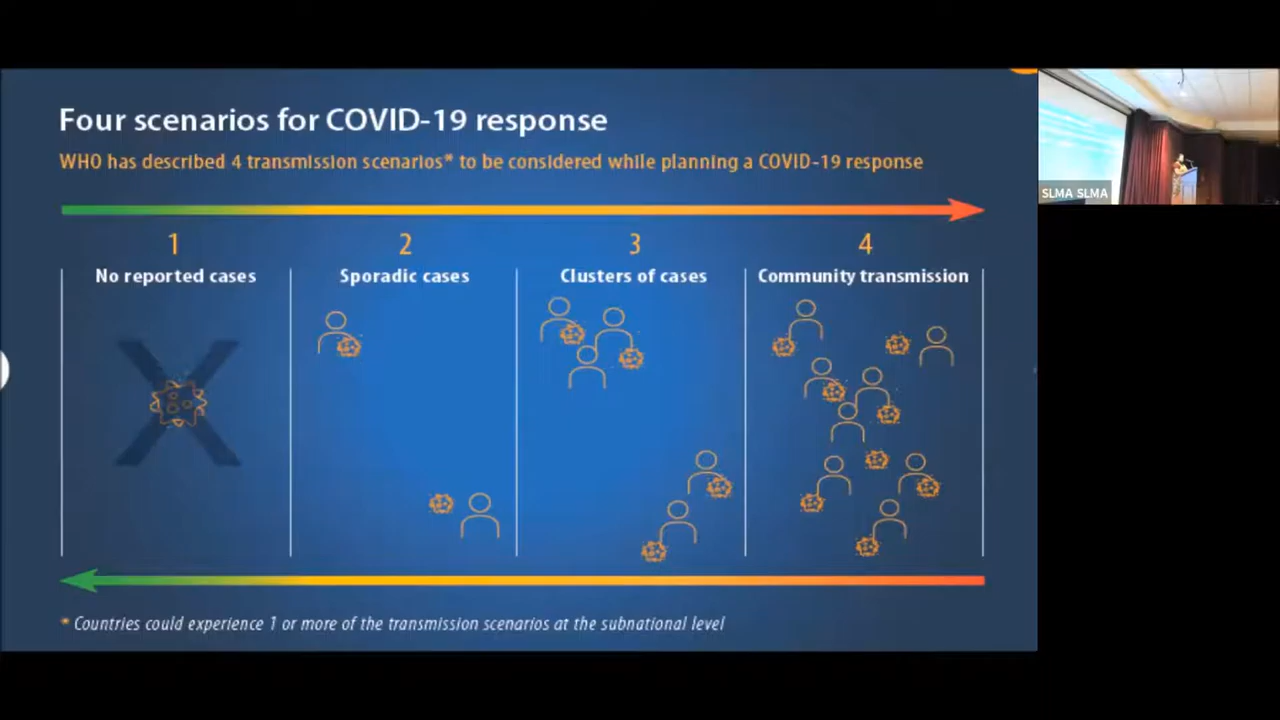 Four scenarios for COVID-19 response
WHO has described 4 transmission scenarios* to be considered while planning a COVID-19 response
1
2
3
4
No reported cases
Sporadic cases
Clusters of cases
Community transmission
* Countries could experience 1 or more of the transmission scenarios at the subnational level
SLMA SLMA